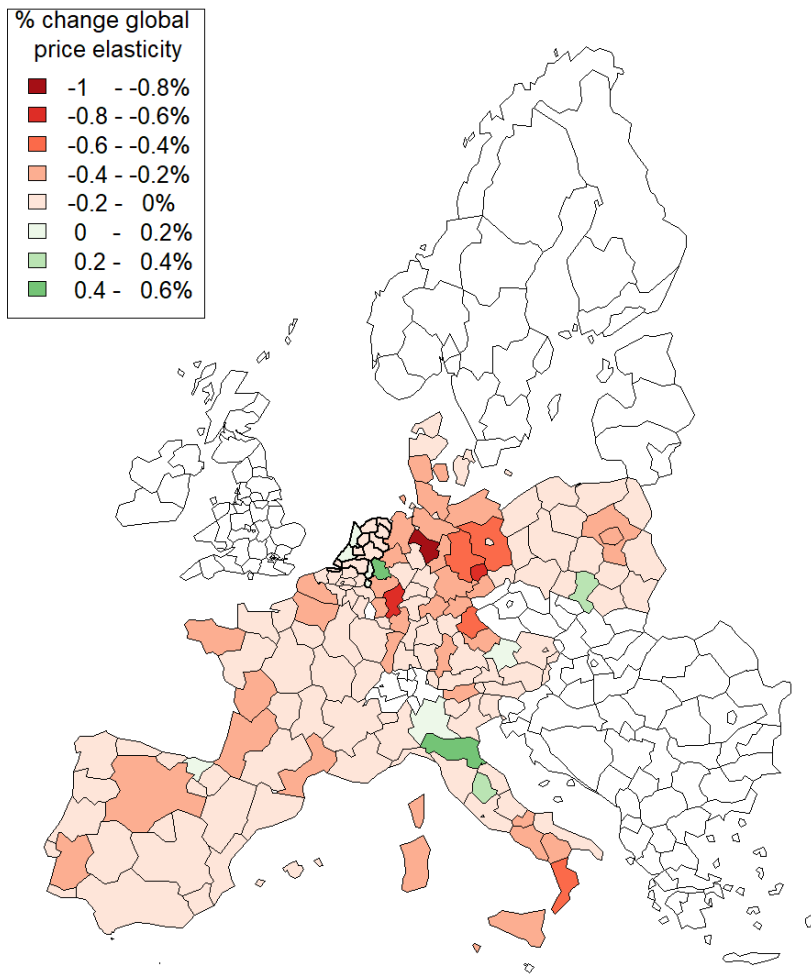 % change global
price elasticity
-1 - -0.8%
-0.8 - -0.6%
-0.6 - -0.4%
-0.4 - -0.2%
-0.2 - 0%
0 - 0.2%
0.2 - 0.4%
0.4 - 0.6%